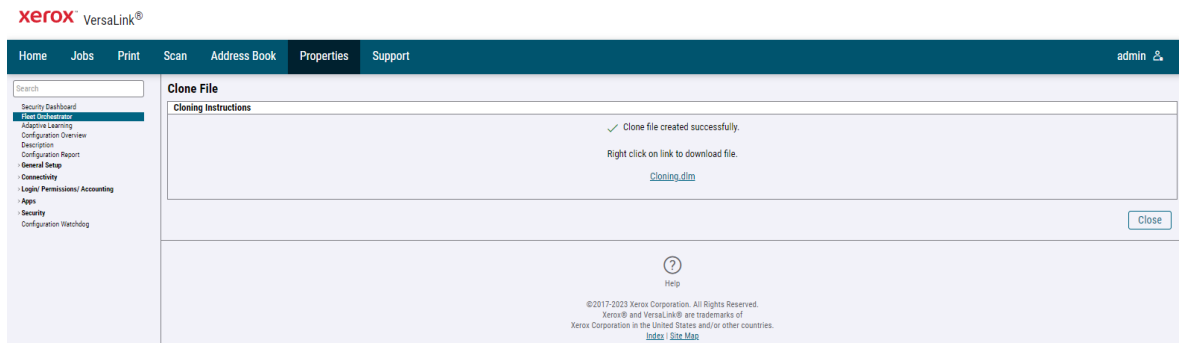 xerox™ VersaLink®
Home Jobs Print Scan Address Book Properties Support admin
Search
Security Dashboard
Fleet Orchestrator
Adaptive Learning
Configuration Overview
Description
Configuration Report
› General Setup
› Connectivity
› Login/ Permissions/ Accounting
› Apps
› Security
Configuration Watchdog
Clone File
Cloning Instructions
✓ Clone file created successfully.
Right click on link to download file.
Cloning.dlm
Close
?
Help
©2017-2023 Xerox Corporation. All Rights Reserved.
Xerox® and VersaLink® are trademarks of
Xerox Corporation in the United States and/or other countries.
Index | Site Map